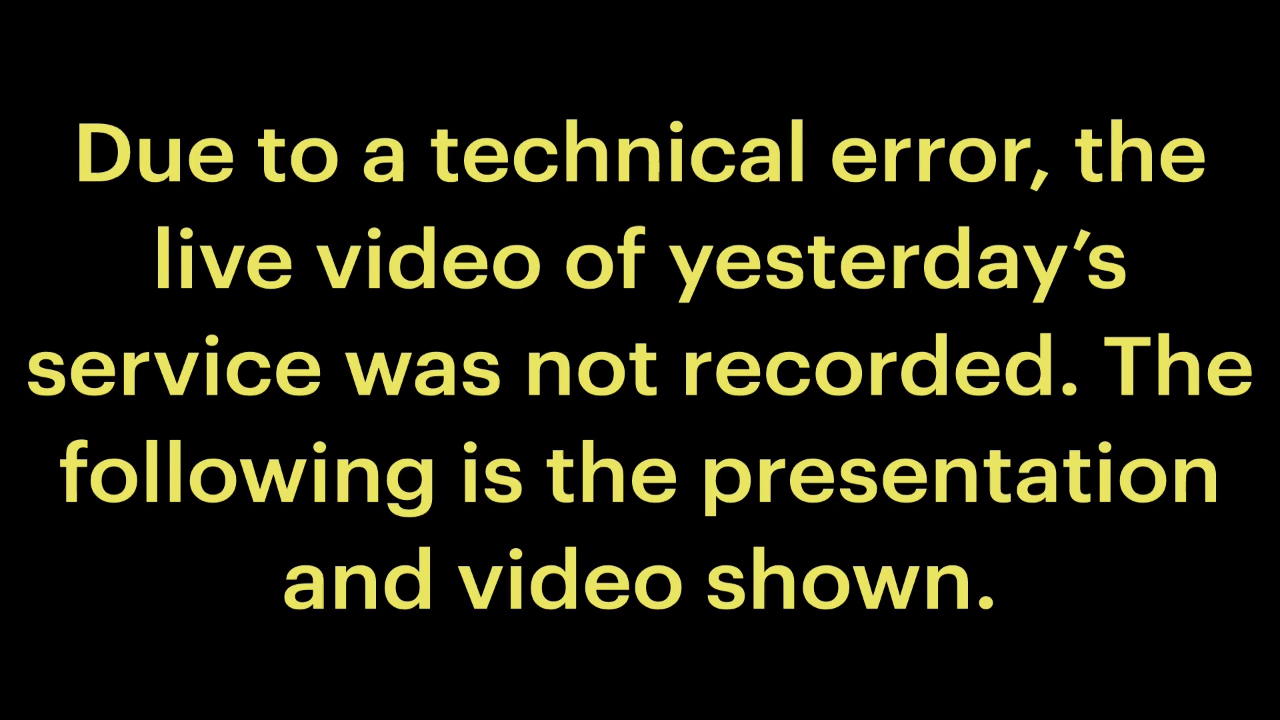 Due to a technical error, the
live video of yesterday’s
service was not recorded. The
following is the presentation
and video shown.